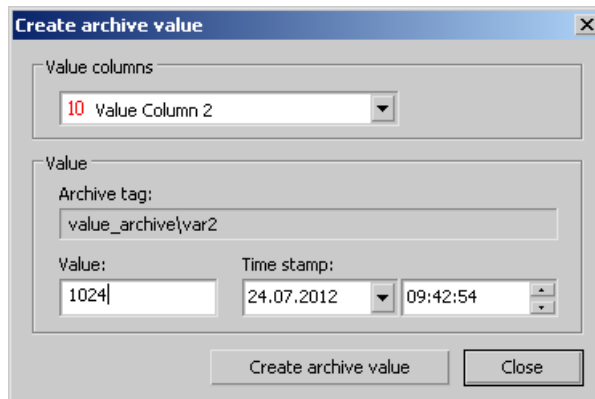 Create archive value
Value columns
10 Value Column 2
Value
Archive tag:
value_archive\var2
Value: Time stamp:
1024 24.07.2012 09:42:54
Create archive value Close